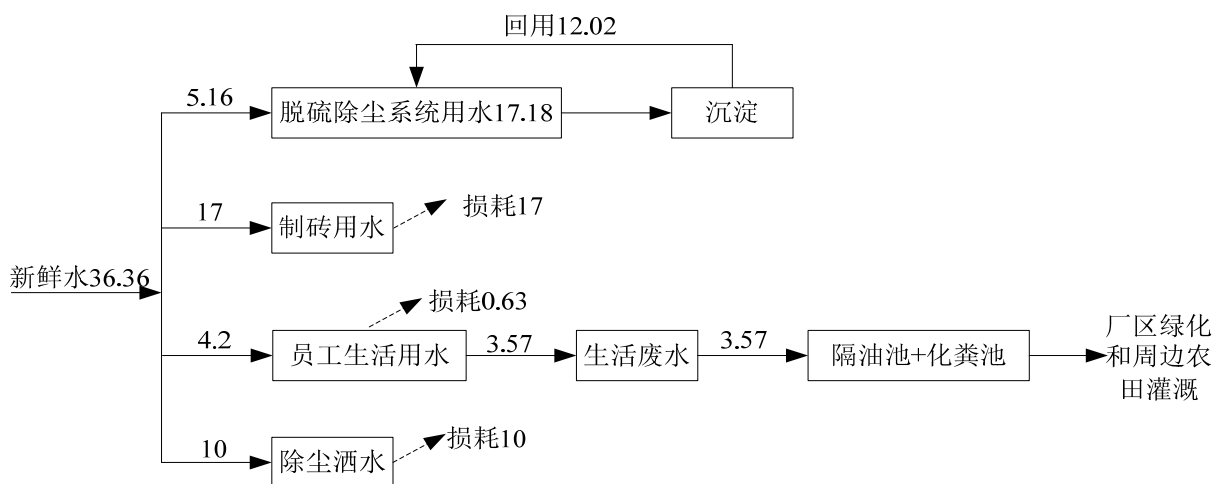 回用12.02
5.16
脱硫除尘系统用水17.18
沉淀
17
制砖用水
损耗17
新鲜水36.36
损耗0.63
4.2
员工生活用水
3.57
生活废水
3.57
隔油池+化粪池
厂区绿化
和周边农
田灌溉
10
除尘洒水
损耗10